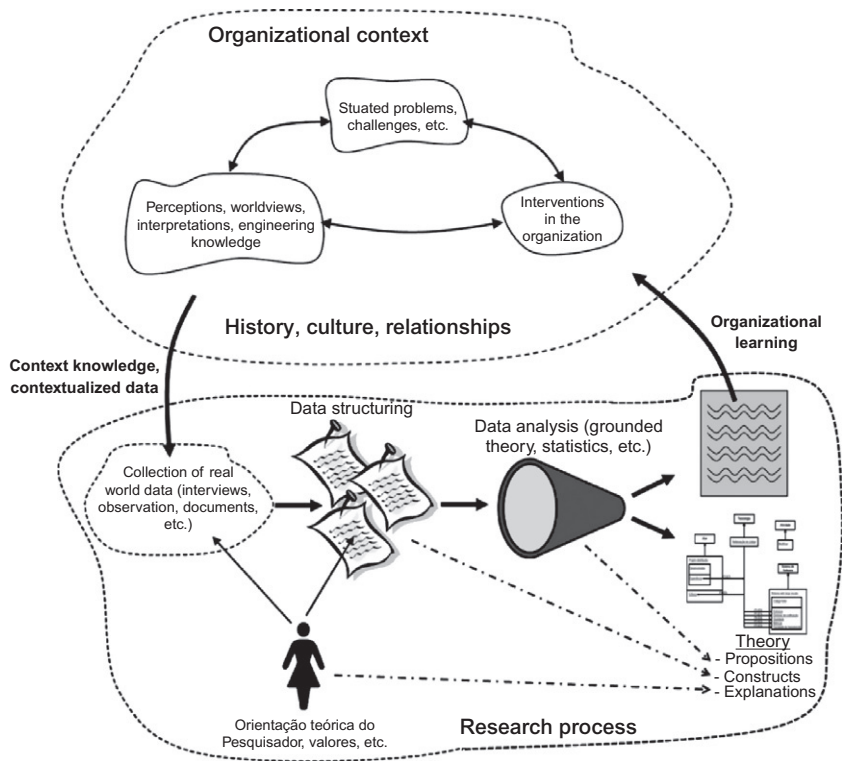 Organizational context
Stuated problems,
challenges, etc.
Perceptions, worldviews,
interpretations, engineering
knowledge
Interventions
in the
organization
History, culture, relationships
Organizational
learning
Context knowledge,
contextualized data
Data structuring
Data analysis (grounded
theory, statistics, etc.)
Collection of real
world data (interviews,
observation, documents,
etc.)
Theory
- Propositions
- Constructs
- Explanations
Orientação teórica do
Pesquisador, valores, etc.
Research process